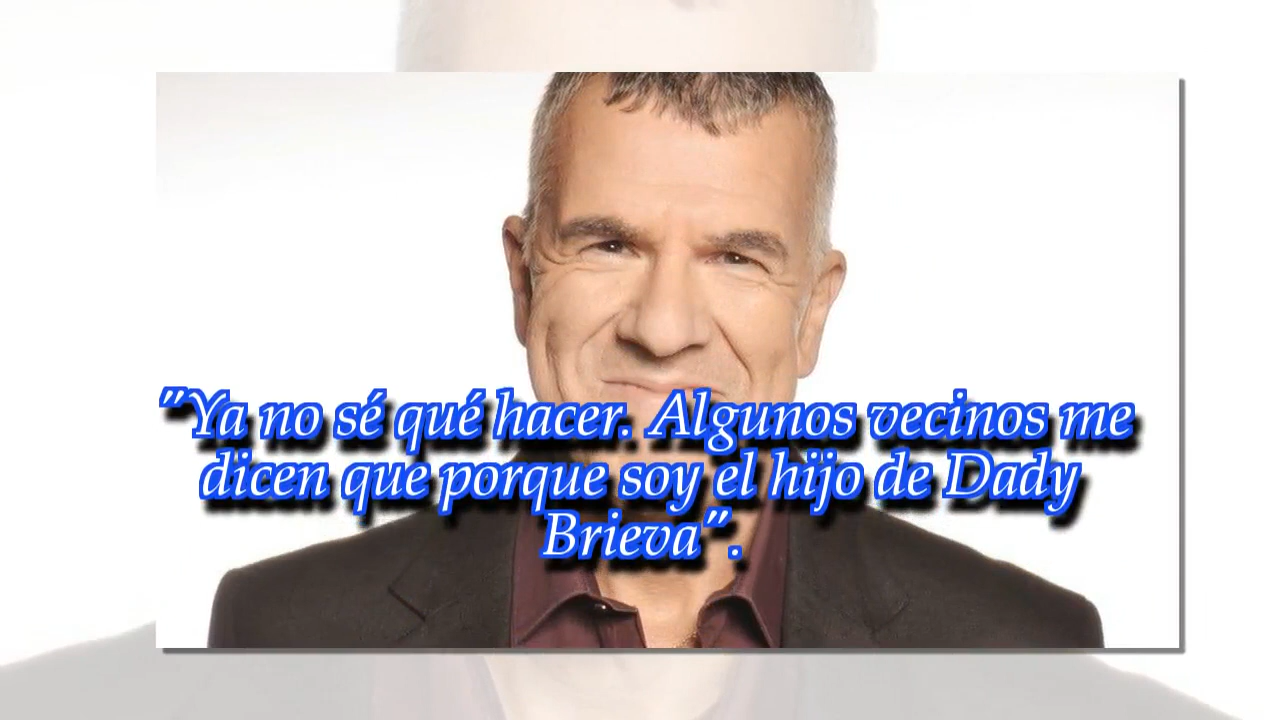 "Ya no sé qué hacer. Algunos vecinos me
dicen que porque soy el hijo de Dady
Brieva".